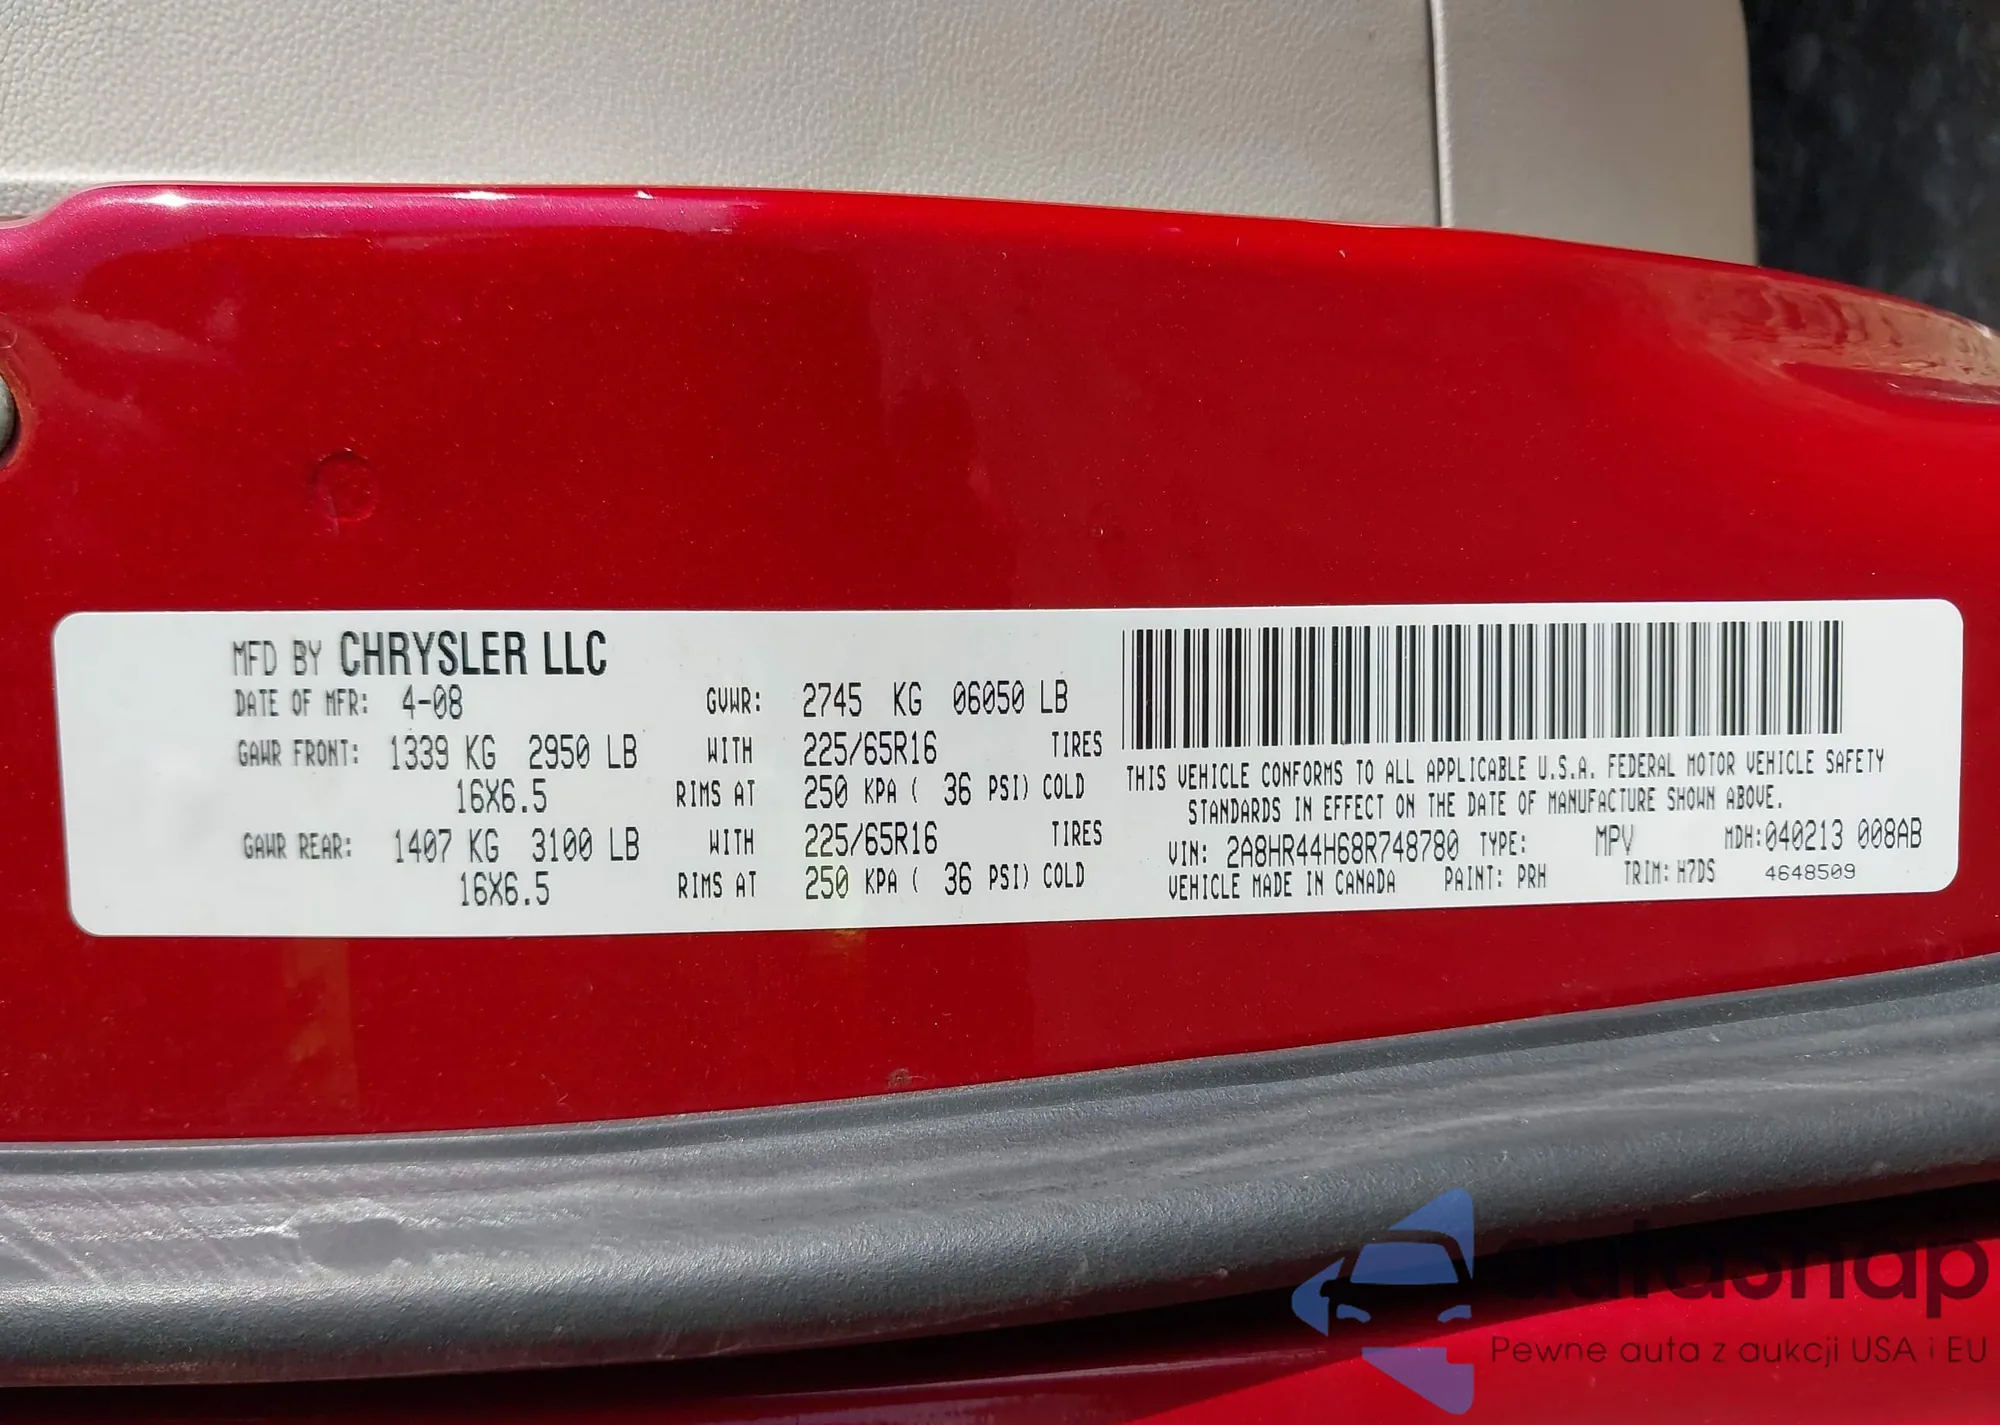 MFD BY CHRYSLER LLC
DATE OF MFR: 4-08 GVWR: 2745 KG 06050 LB
GAWR FRONT: 1339 KG 2950 LB WITH 225/65R16 TIRES
16X6.5 RIMS AT 250 KPA ( 36 PSI) COLD
GAWR REAR: 1407 KG 3100 LB WITH 225/65R16 TIRES
16X6.5 RIMS AT 250 KPA ( 36 PSI) COLD
THIS VEHICLE CONFORMS TO ALL APPLICABLE U.S.A. FEDERAL MOTOR VEHICLE SAFETY
STANDARDS IN EFFECT ON THE DATE OF MANUFACTURE SHOWN ABOVE.
VIN: 2A8HR44H68R748780 TYPE: MPV MDH:040213 008AB
VEHICLE MADE IN CANADA PAINT: PRH TRIM: H7DS 4648509
autosnap
Pewne auta z aukcji USA i EU